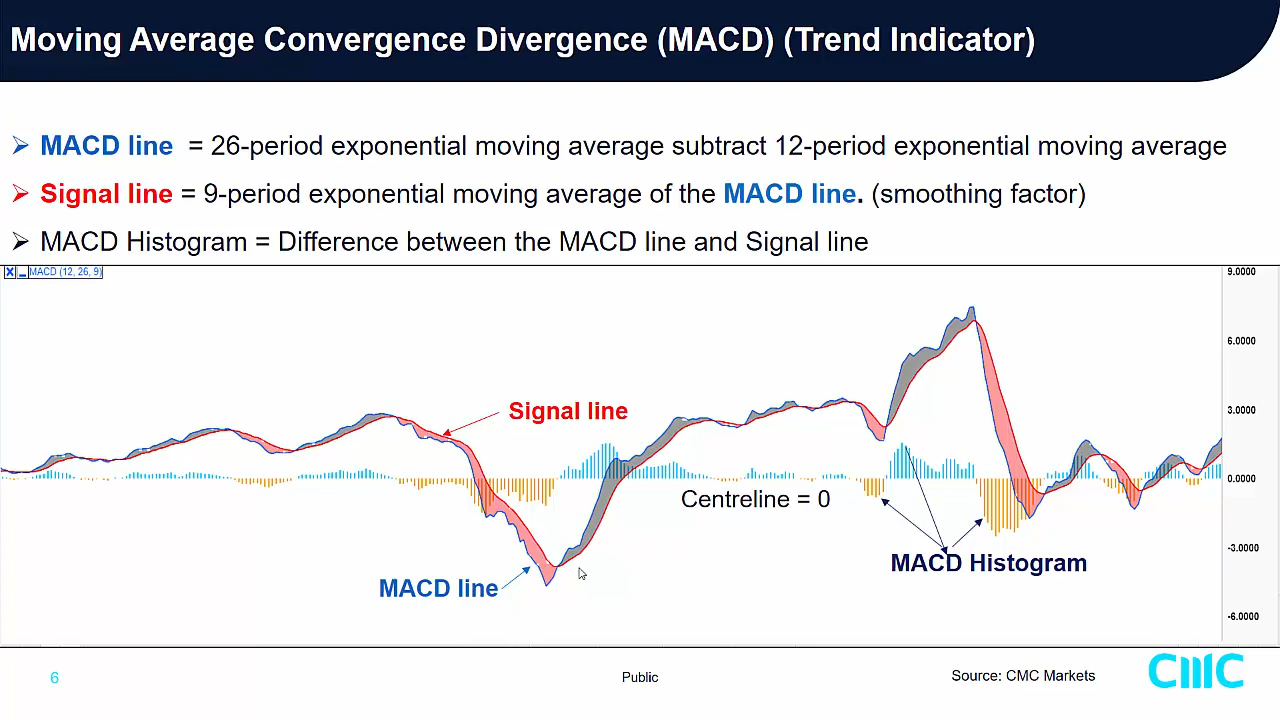 Moving Average Convergence Divergence (MACD) (Trend Indicator)
➢ MACD line = 26-period exponential moving average subtract 12-period exponential moving average
➢ Signal line = 9-period exponential moving average of the MACD line. (smoothing factor)
➢ MACD Histogram = Difference between the MACD line and Signal line
MACD (12, 26, 9)
9.0000
6.0000
3.0000
0.0000
-3.0000
-6.0000
Signal line
Centreline = 0
MACD Histogram
MACD line
6
Public
Source: CMC Markets
CMC